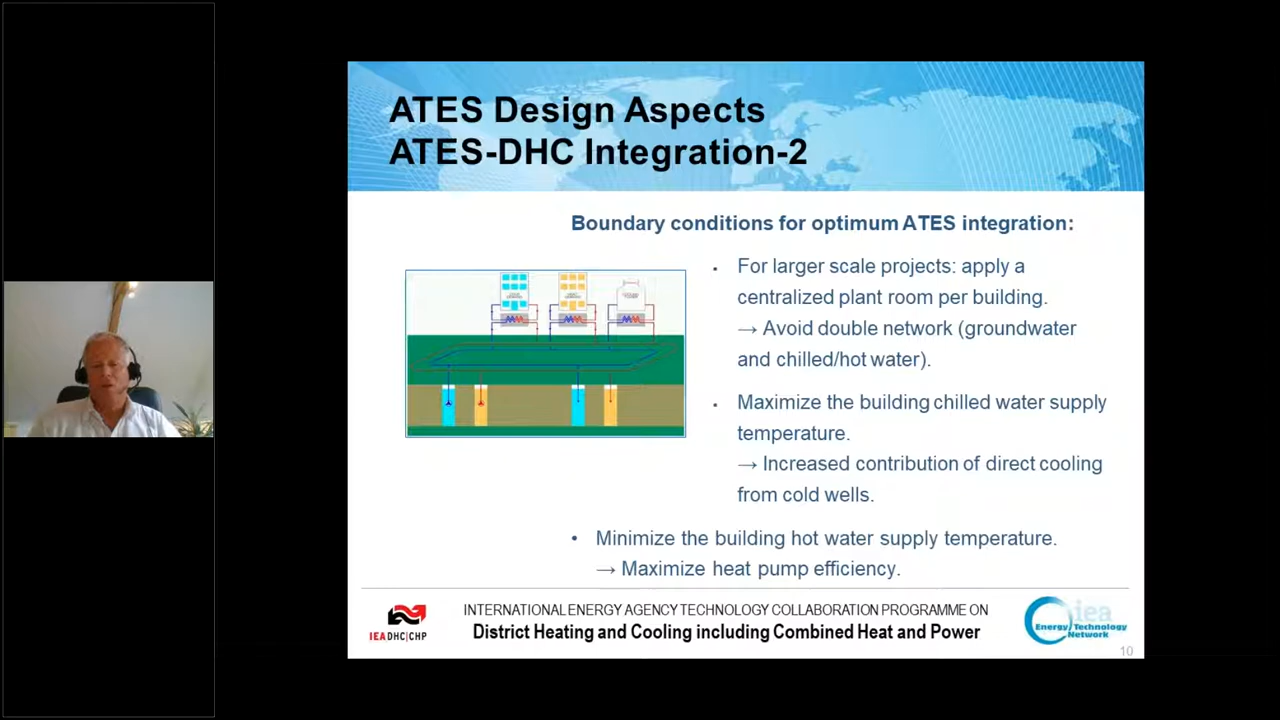 ATES Design Aspects
ATES-DHC Integration-2
Boundary conditions for optimum ATES integration:
▪ For larger scale projects: apply a
centralized plant room per building.
→ Avoid double network (groundwater
and chilled/hot water).
▪ Maximize the building chilled water supply
temperature.
→ Increased contribution of direct cooling
from cold wells.
• Minimize the building hot water supply temperature.
→ Maximize heat pump efficiency.
IEA DHC|CHP
INTERNATIONAL ENERGY AGENCY TECHNOLOGY COLLABORATION PROGRAMME ON
District Heating and Cooling including Combined Heat and Power
iea
Energy Technology
Network
10